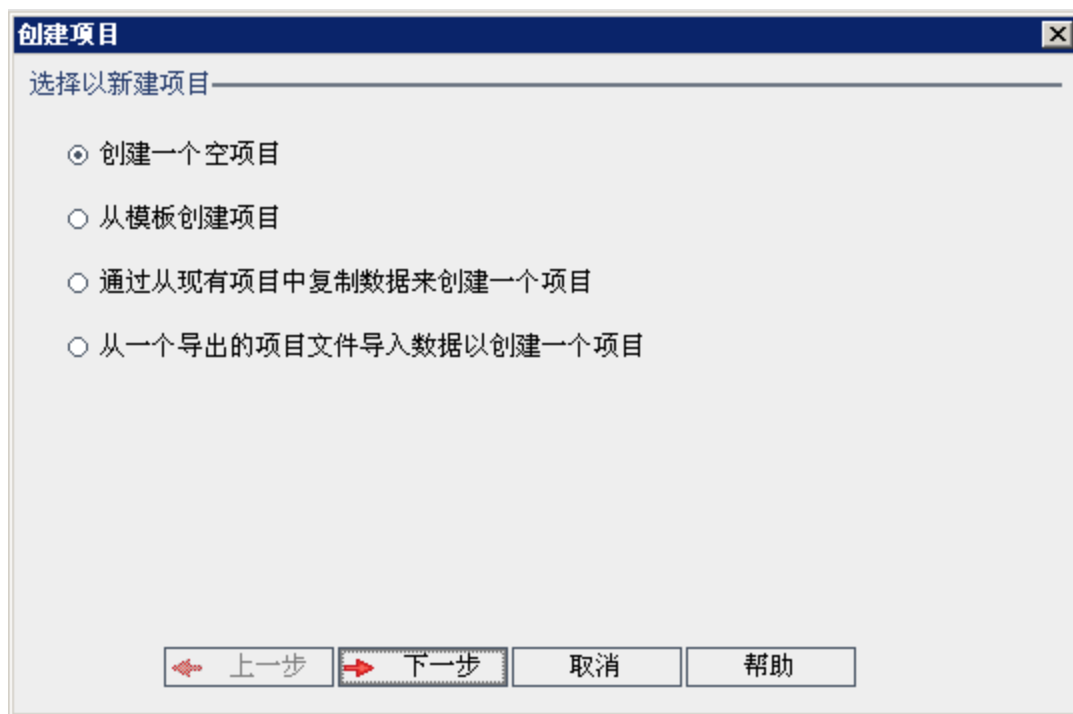 创建项目
选择以新建项目
创建一个空项目
从模板创建项目
通过从现有项目中复制数据来创建一个项目
从一个导出的项目文件导入数据以创建一个项目
上一步 下一步 取消 帮助